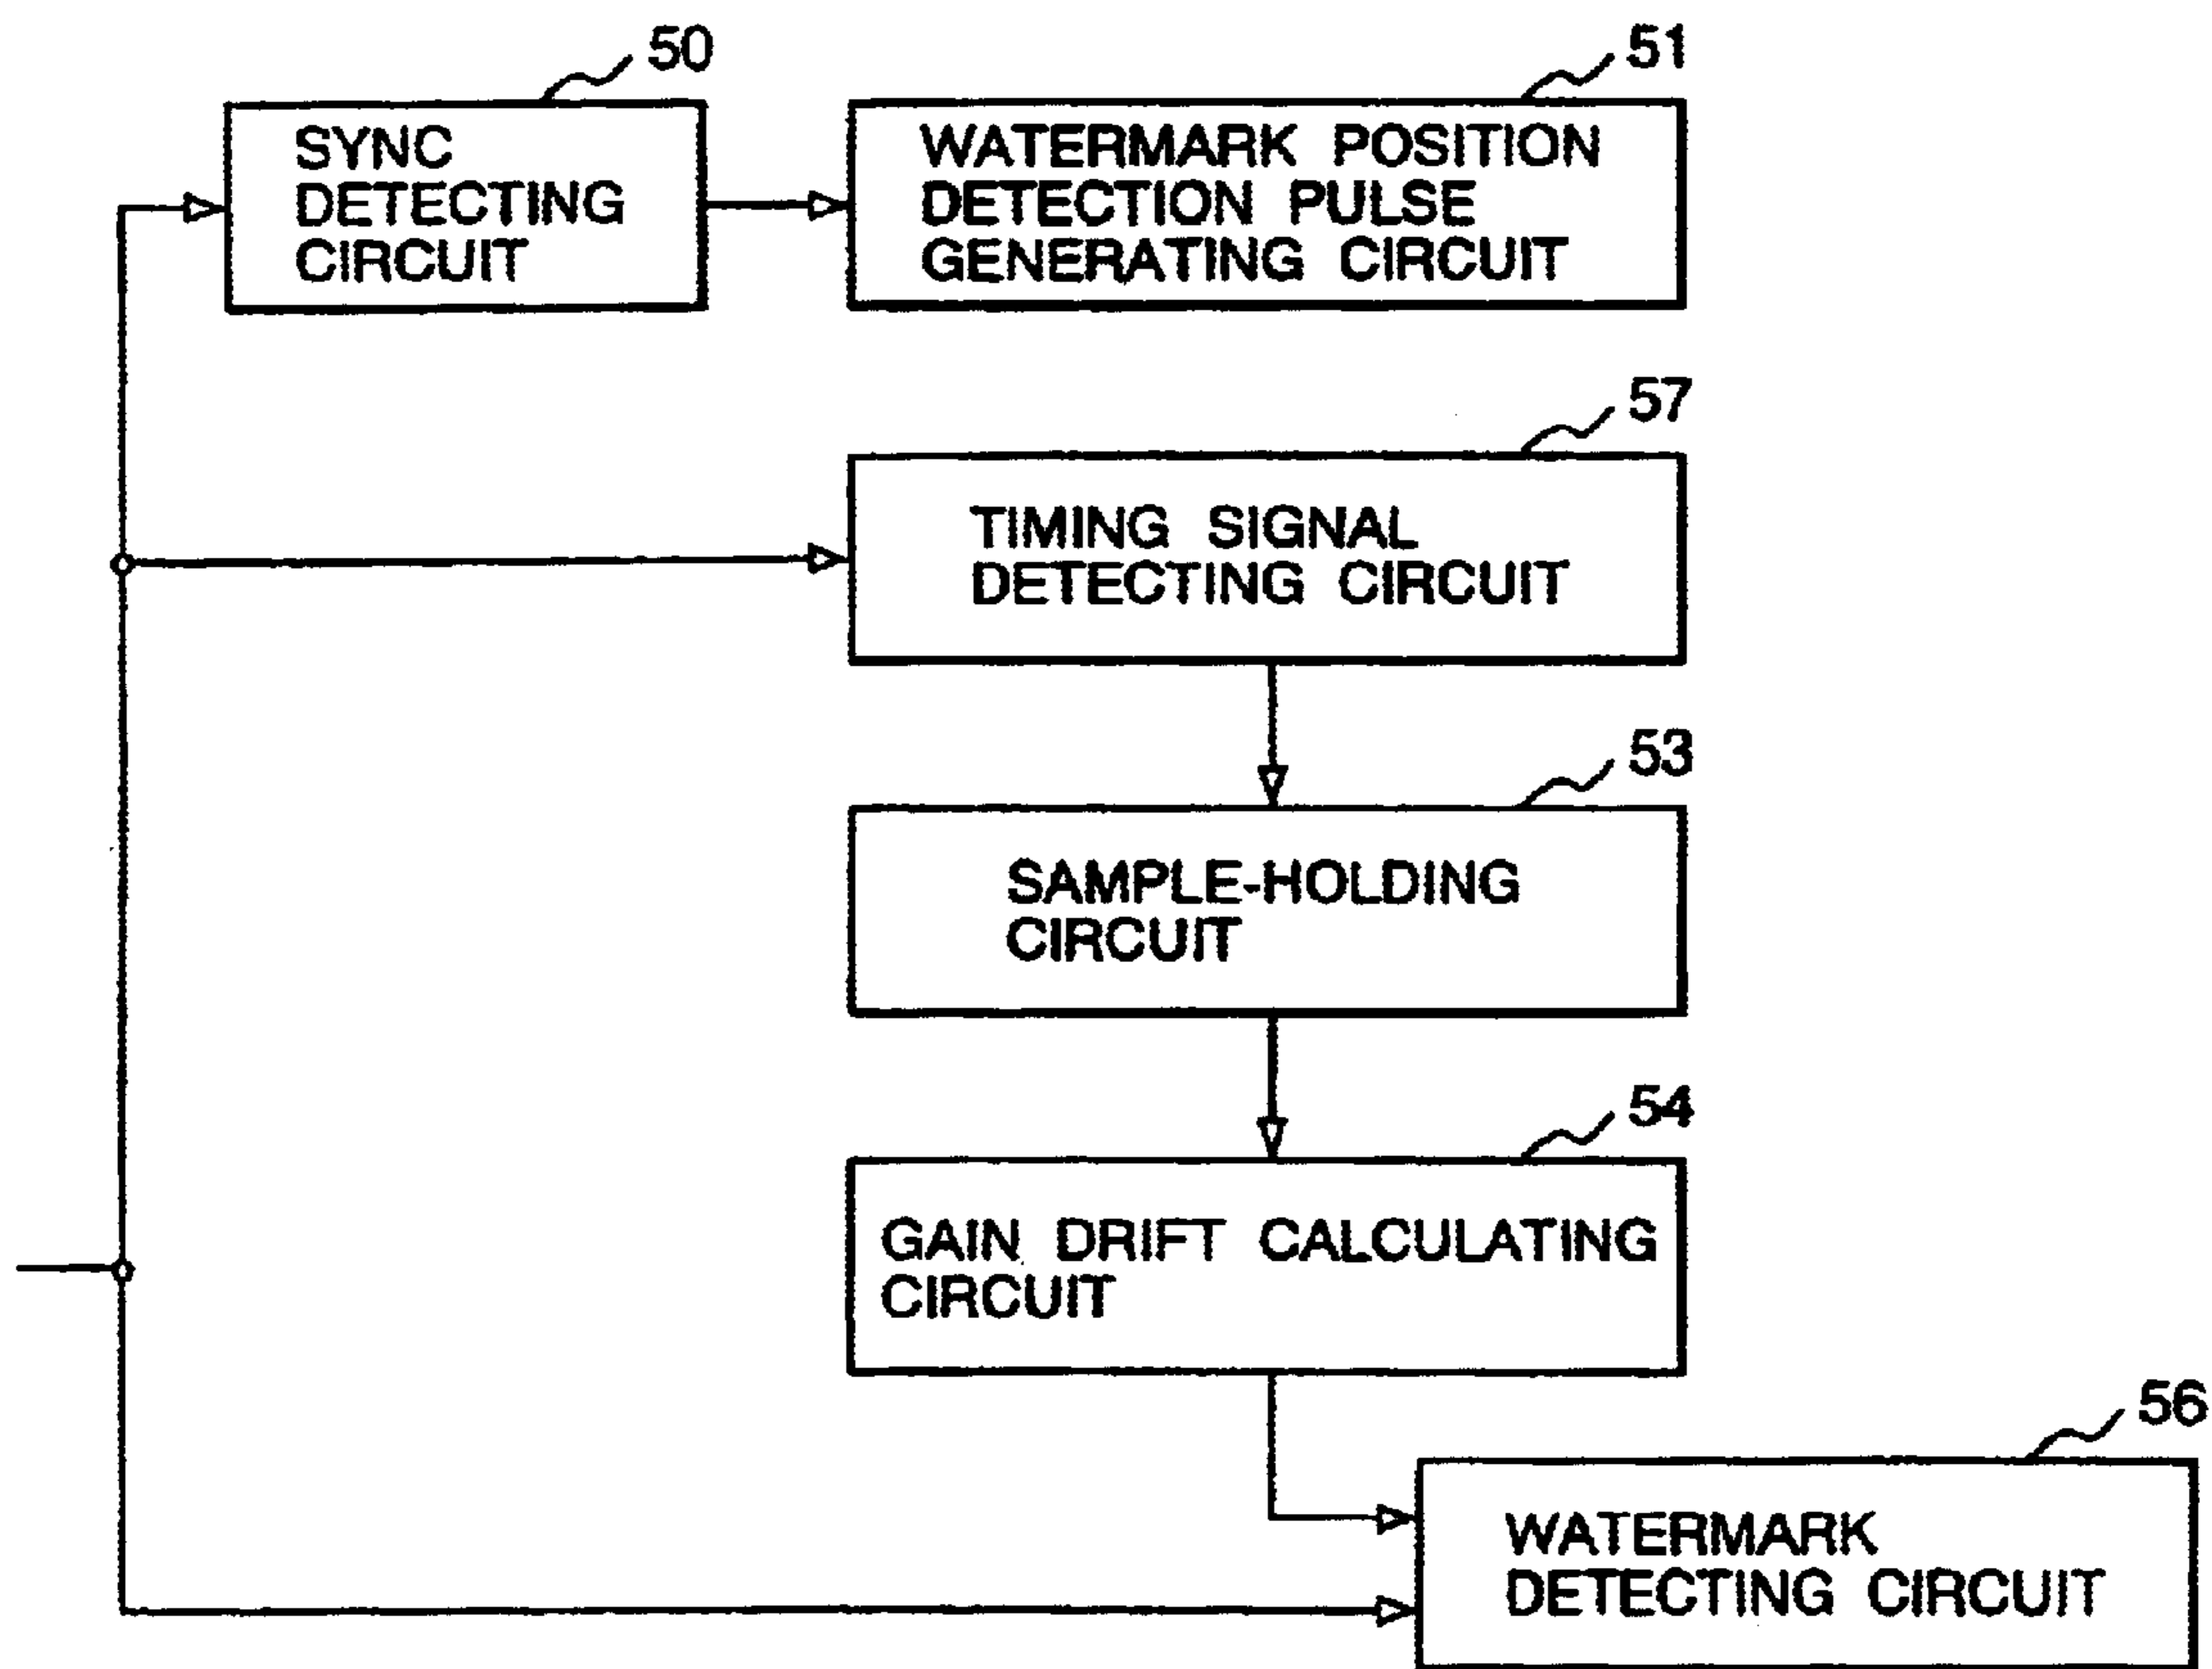 50
SYNC
DETECTING
CIRCUIT
51
WATERMARK POSITION
DETECTION PULSE
GENERATING CIRCUIT
57
TIMING SIGNAL
DETECTING CIRCUIT
53
SAMPLE-HOLDING
CIRCUIT
54
GAIN DRIFT CALCULATING
CIRCUIT
56
WATERMARK
DETECTING CIRCUIT